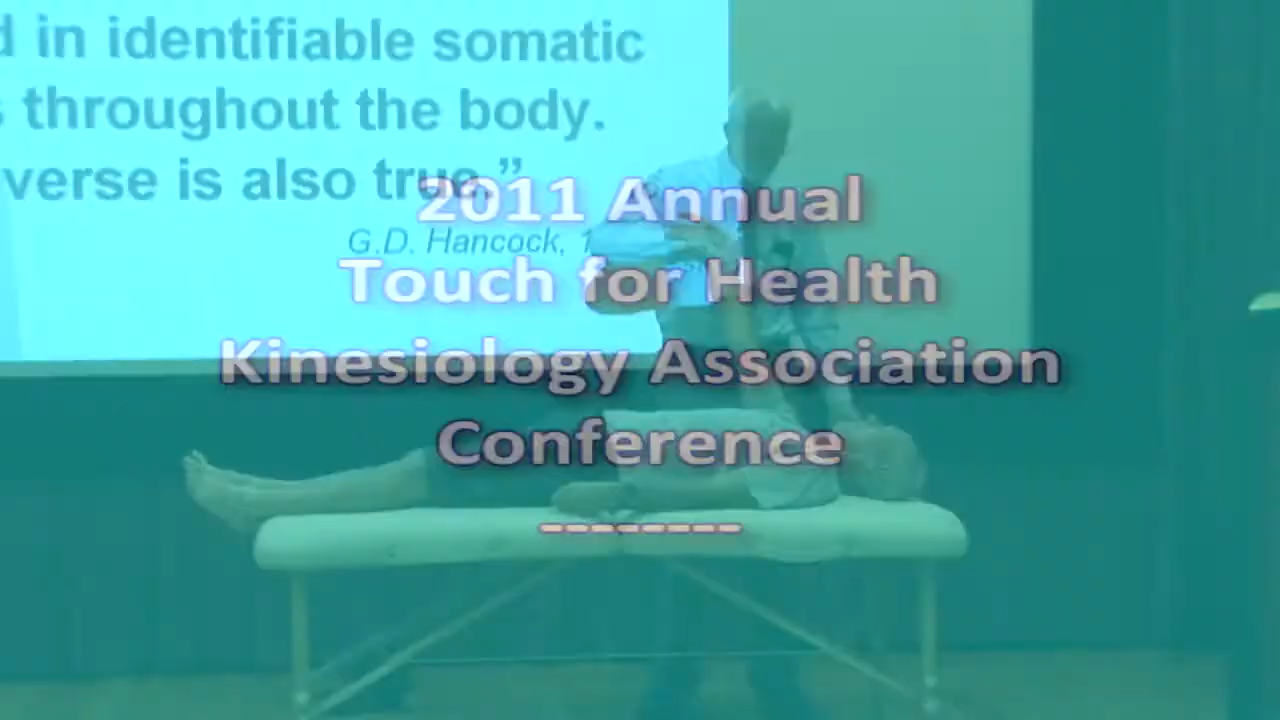 d in identifiable somatic
s throughout the body.
verse is also true."
G.D. Hancock, 1
2011 Annual
Touch for Health
Kinesiology Association
Conference
--------